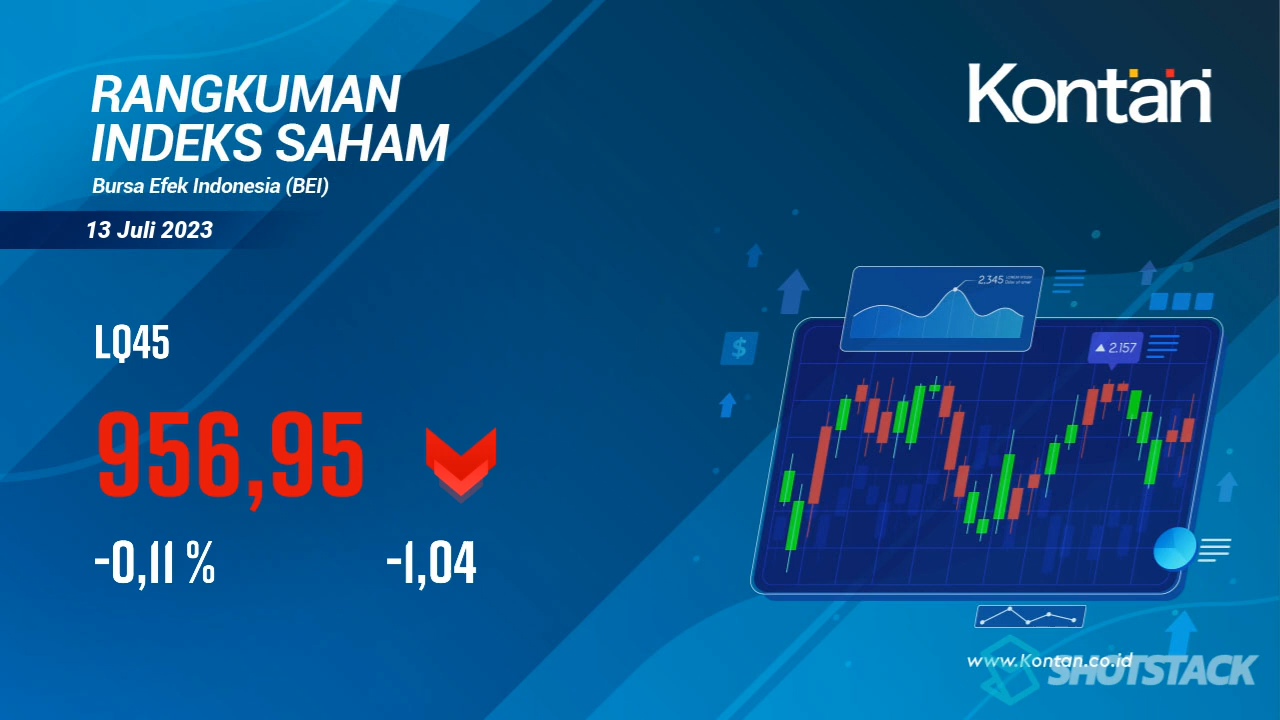 RANGKUMAN
INDEKS SAHAM
Bursa Efek Indonesia (BEI)
13 Juli 2023
Kontan
LQ45
956,95
-0,11 %
-1,04
2.345
$
2.157
www.Kontan.co.id
SHOTSTACK